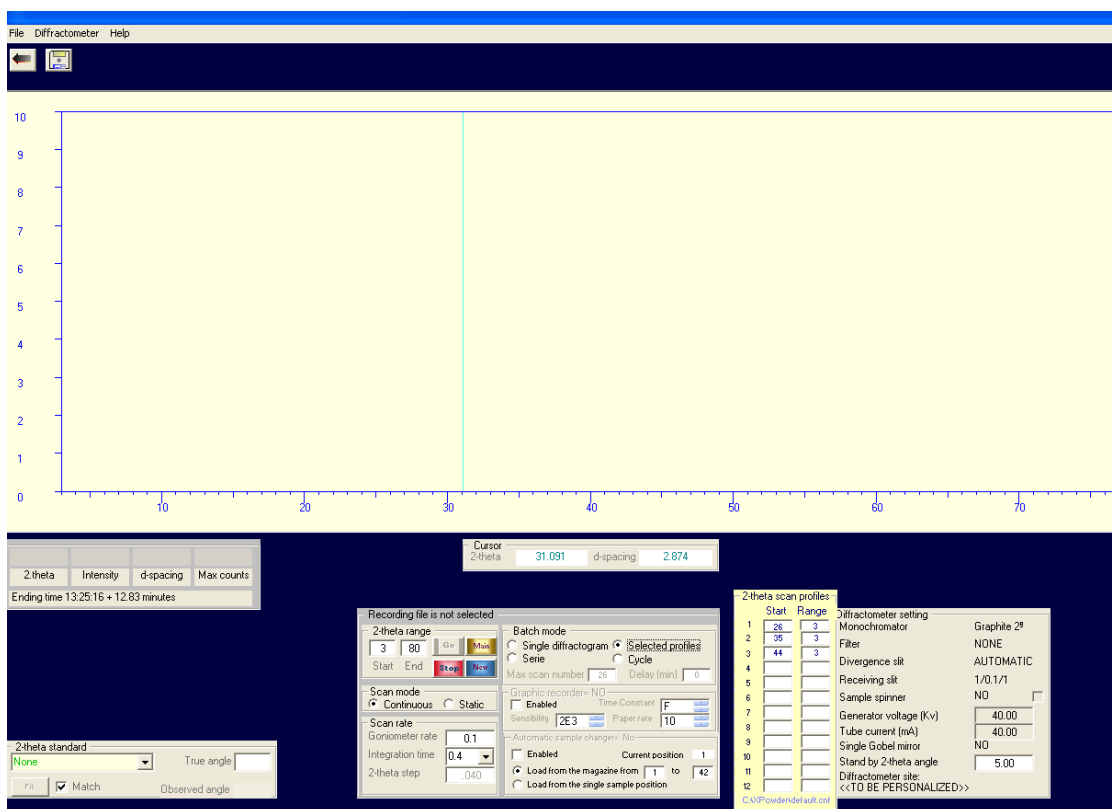 File Diffractometer Help
10
9
8
7
6
5
4
3
2
1
0
10 20 30 40 50 60 70
Cursor
2-theta 31.091 d-spacing 2.874
2.theta Intensity d-spacing Max counts
Ending time 13:25:16 + 12.83 minutes
Recording file is not selected
2-theta range
3 80 Go Main
Start End Stop New
Scan mode
Continuous Static
Scan rate
Goniometer rate 0.1
Integration time 0.4
2-theta step .040
Batch mode
Single diffractogram Selected profiles
Serie Cycle
Max scan number 26 Delay (min) 0
Graphic recorder= NO
Enabled Time Constant F
Sensibility 2E3 Paper rate 10
Automatic sample changer= No
Enabled Current position 1
Load from the magazine from 1 to 42
Load from the single sample position
2-theta scan profiles
Start Range
1 26 3
2 35 3
3 44 3
4
5
6
7
8
9
10
11
12
C:\XPowder\default.cnf
Diffractometer setting
Monochromator Graphite 2ª
Filter NONE
Divergence slit AUTOMATIC
Receiving slit 1/0.1/1
Sample spinner NO
Generator voltage (Kv) 40.00
Tube current (mA) 40.00
Single Gobel mirror NO
Stand by 2-theta angle 5.00
Diffractometer site:
<<TO BE PERSONALIZED>>
2-theta standard
None True angle
Fit Match Observed angle